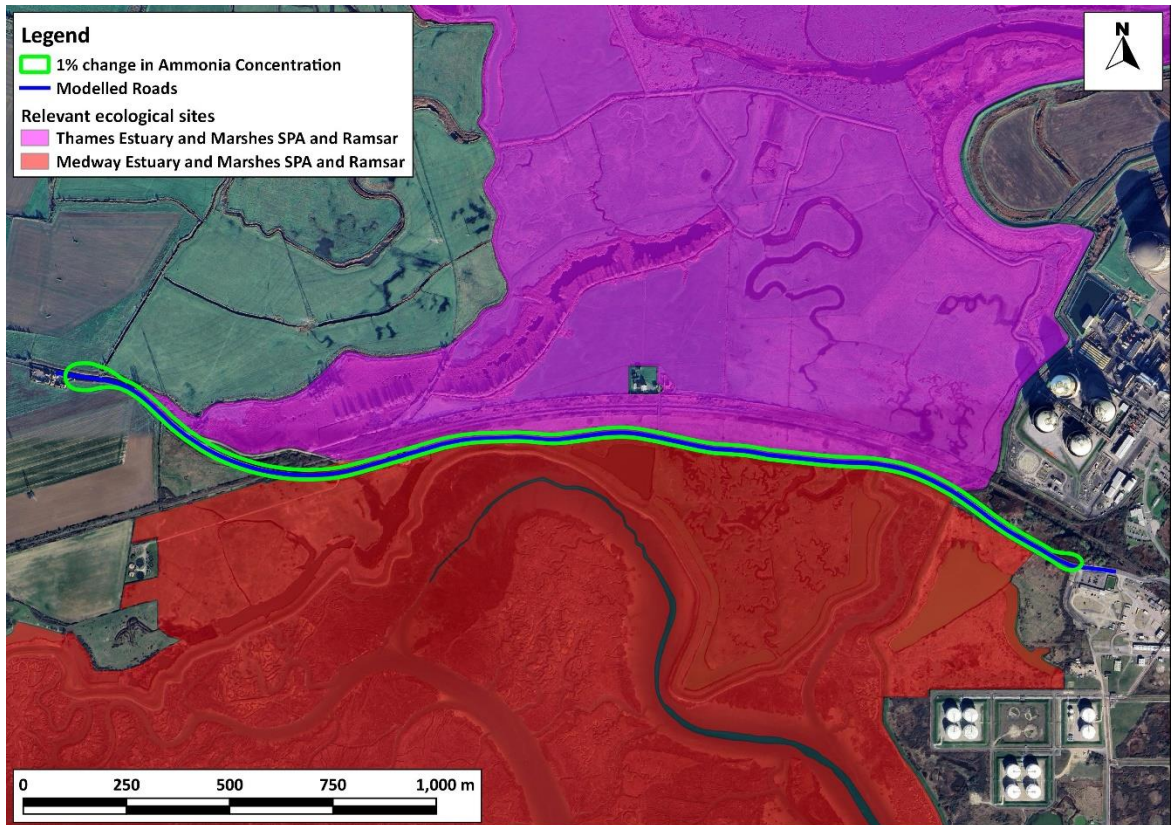 Legend
1% change in Ammonia Concentration
Modelled Roads
Relevant ecological sites
Thames Estuary and Marshes SPA and Ramsar
Medway Estuary and Marshes SPA and Ramsar
N
0 250 500 750 1,000 m